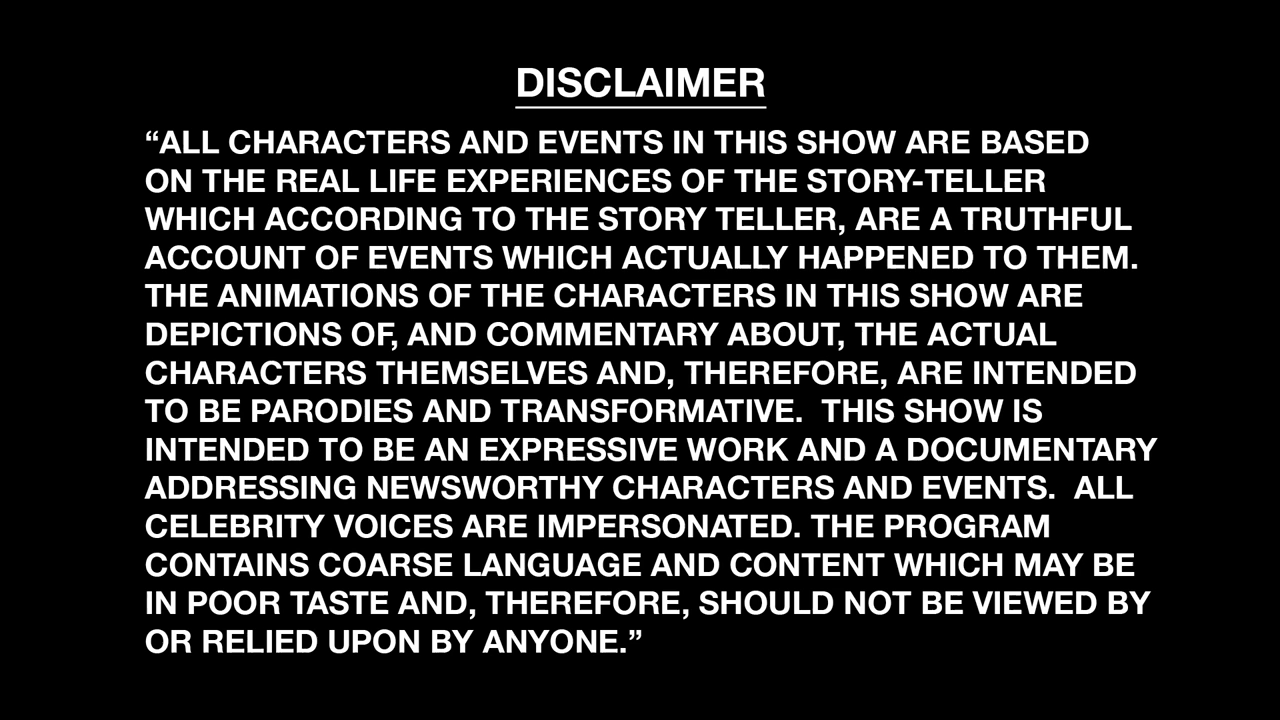 DISCLAIMER
“ALL CHARACTERS AND EVENTS IN THIS SHOW ARE BASED
ON THE REAL LIFE EXPERIENCES OF THE STORY-TELLER
WHICH ACCORDING TO THE STORY TELLER, ARE A TRUTHFUL
ACCOUNT OF EVENTS WHICH ACTUALLY HAPPENED TO THEM.
THE ANIMATIONS OF THE CHARACTERS IN THIS SHOW ARE
DEPICTIONS OF, AND COMMENTARY ABOUT, THE ACTUAL
CHARACTERS THEMSELVES AND, THEREFORE, ARE INTENDED
TO BE PARODIES AND TRANSFORMATIVE.  THIS SHOW IS
INTENDED TO BE AN EXPRESSIVE WORK AND A DOCUMENTARY
ADDRESSING NEWSWORTHY CHARACTERS AND EVENTS.  ALL
CELEBRITY VOICES ARE IMPERSONATED. THE PROGRAM
CONTAINS COARSE LANGUAGE AND CONTENT WHICH MAY BE
IN POOR TASTE AND, THEREFORE, SHOULD NOT BE VIEWED BY
OR RELIED UPON BY ANYONE.”